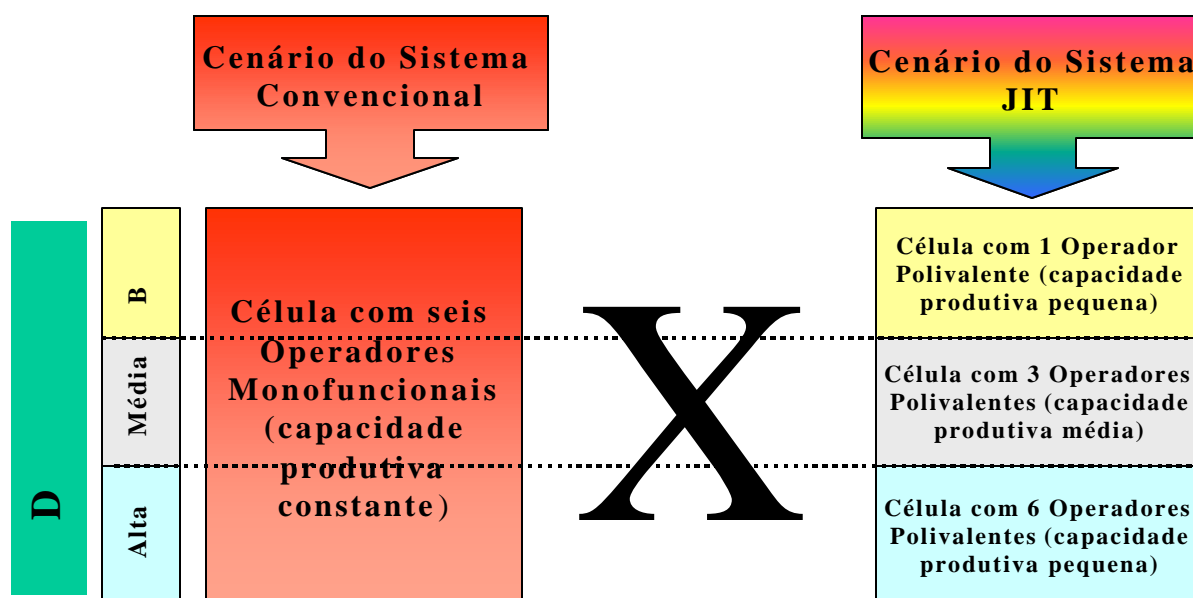 Cenário do Sistema
Convencional
Cenário do Sistema
JIT
D
B
Média
Alta
Célula com seis
Operadores
Monofuncionais
(capacidade
produtiva
constante)
X
Célula com 1 Operador
Polivalente (capacidade
produtiva pequena)
Célula com 3 Operadores
Polivalentes (capacidade
produtiva média)
Célula com 6 Operadores
Polivalentes (capacidade
produtiva pequena)